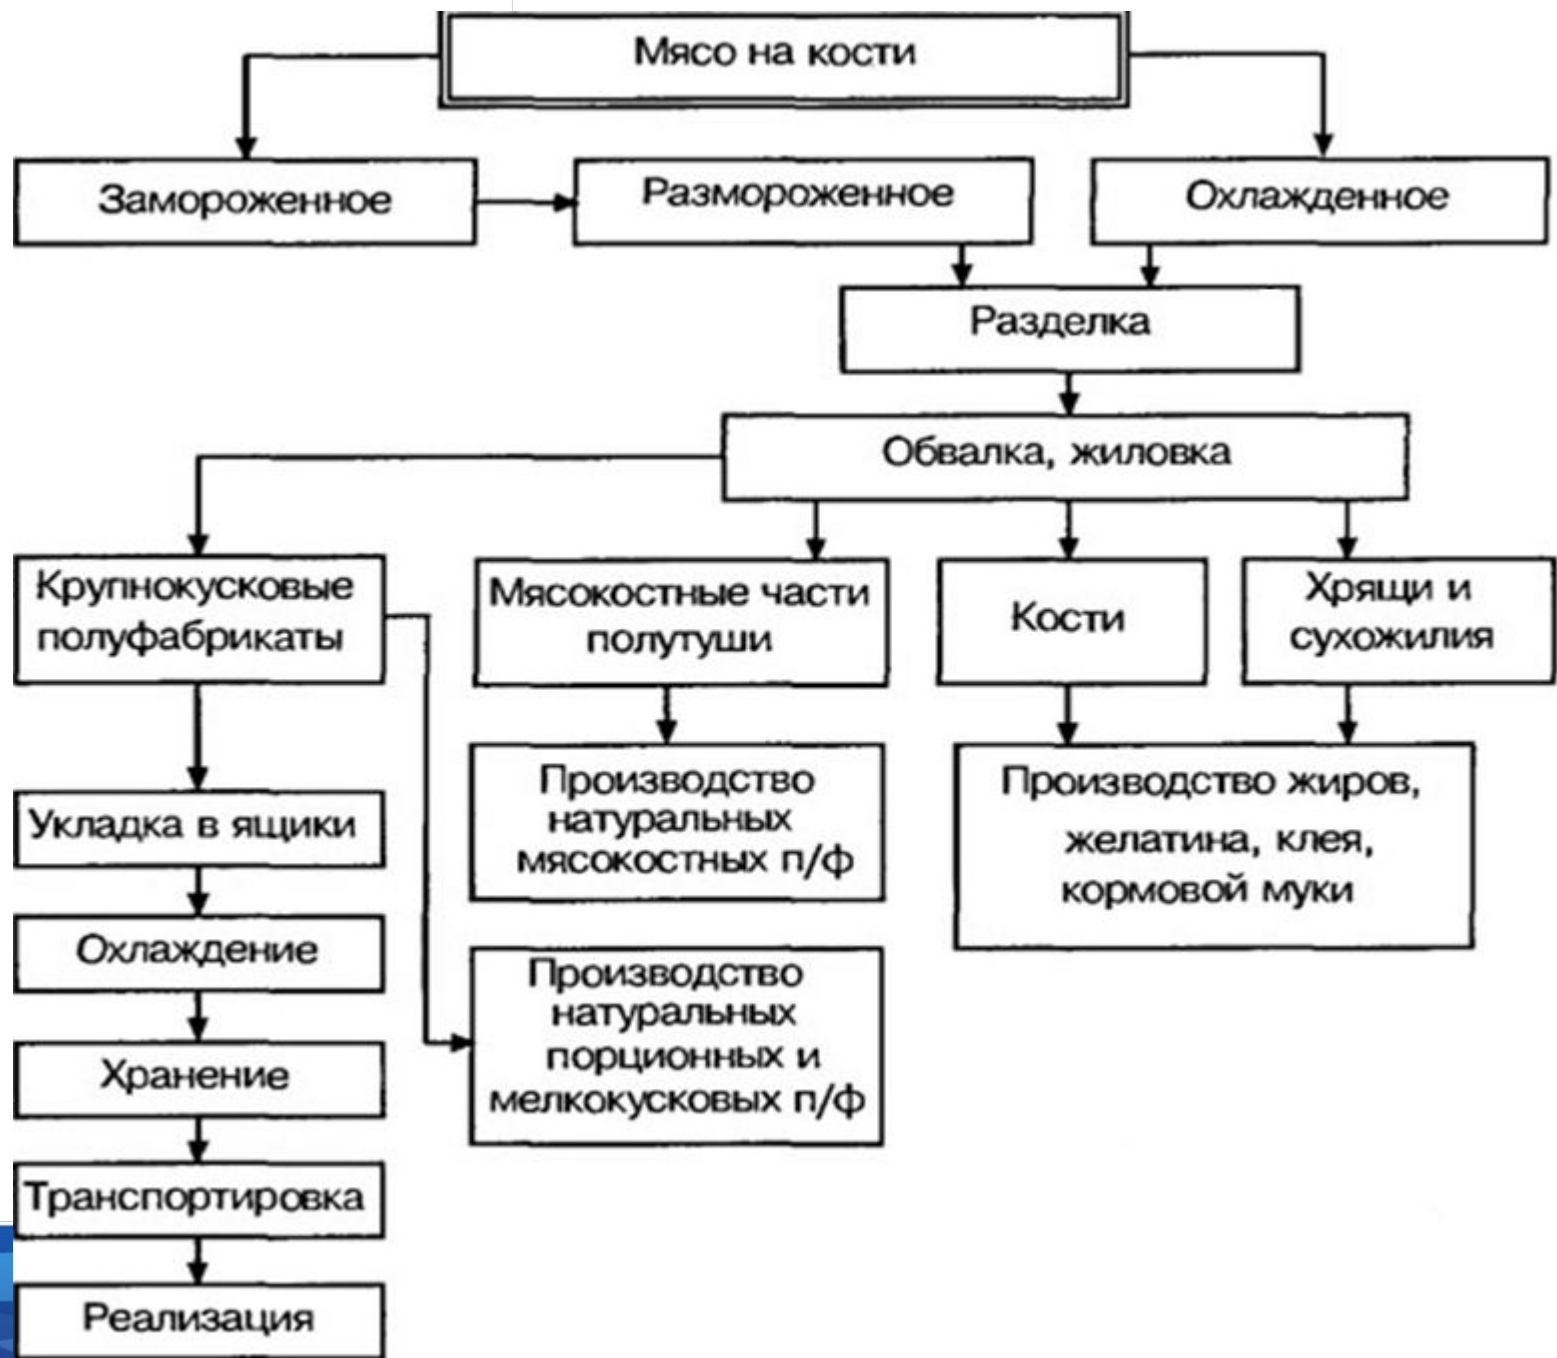 Мясо на кости
Замороженное
Размороженное
Охлажденное
Разделка
Обвалка, жиловка
Крупнокусковые
полуфабрикаты
Мясокостные части
полутуши
Кости
Хрящи и
сухожилия
Укладка в ящики
Охлаждение
Хранение
Транспортировка
Реализация
Производство
натуральных
мясокостных п/ф
Производство
натуральных
порционных и
мелкокусковых п/ф
Производство жиров,
желатина, клея,
кормовой муки